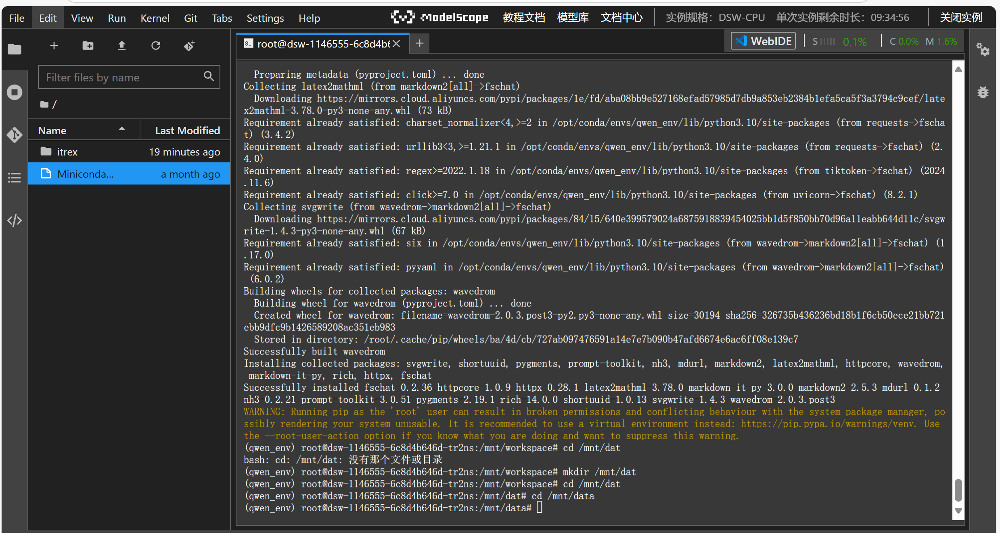 File Edit View Run Kernel Git Tabs Settings Help ModelScope 教程文档 模型库 文档中心 实例规格：DSW-CPU 单次实例剩余时长：09:34:56 关闭实例
root@dsw-1146555-6c8d4b6 WebIDE S 0.1% C 0.0% M 1.6%
Filter files by name
/
Name Last Modified
itrex 19 minutes ago
Miniconda... a month ago
Preparing metadata (pyproject.toml) ... done
Collecting latex2mathml (from markdown2[all]->fschat)
Downloading https://mirrors.cloud.aliyuncs.com/pypi/packages/1e/fd/aba08bb9e527168efad57985d7db9a853eb2384b1efa5ca5f3a3794c9cef/late
x2mathml-3.78.0-py3-none-any.whl (73 kB)
Requirement already satisfied: charset_normalizer<4,>=2 in /opt/conda/envs/qwen_env/lib/python3.10/site-packages (from requests->fscha
t) (3.4.2)
Requirement already satisfied: urllib3<3,>=1.21.1 in /opt/conda/envs/qwen_env/lib/python3.10/site-packages (from requests->fschat) (2.
4.0)
Requirement already satisfied: regex>=2022.1.18 in /opt/conda/envs/qwen_env/lib/python3.10/site-packages (from tiktoken->fschat) (2024
.11.6)
Requirement already satisfied: click>=7.0 in /opt/conda/envs/qwen_env/lib/python3.10/site-packages (from uvicorn->fschat) (8.2.1)
Collecting svgwrite (from wavedrom->markdown2[all]->fschat)
Downloading https://mirrors.cloud.aliyuncs.com/pypi/packages/84/15/640e399579024a6875918839454025bb1d5f850bb70d96a11eabb644d11c/svgw
rite-1.4.3-py3-none-any.whl (67 kB)
Requirement already satisfied: six in /opt/conda/envs/qwen_env/lib/python3.10/site-packages (from wavedrom->markdown2[all]->fschat) (1
.17.0)
Requirement already satisfied: pyyaml in /opt/conda/envs/qwen_env/lib/python3.10/site-packages (from wavedrom->markdown2[all]->fschat)
(6.0.2)
Building wheels for collected packages: wavedrom
Building wheel for wavedrom (pyproject.toml) ... done
Created wheel for wavedrom: filename=wavedrom-2.0.3.post3-py2.py3-none-any.whl size=30194 sha256=326735b436236bd18b1f6cb50ece21bb721
ebb9dfc9b1426589208ac351eb983
Stored in directory: /root/.cache/pip/wheels/ba/4d/cb/727ab097476591a14e7e7b090b47afd6674e6ac6ff08e139c7
Successfully built wavedrom
Installing collected packages: svgwrite, shortuuid, pygments, prompt-toolkit, nh3, mdurl, markdown2, latex2mathml, httpcore, wavedrom,
markdown-it-py, rich, httpx, fschat
Successfully installed fschat-0.2.36 httpcore-1.0.9 httpx-0.28.1 latex2mathml-3.78.0 markdown-it-py-3.0.0 markdown2-2.5.3 mdurl-0.1.2
nh3-0.2.21 prompt-toolkit-3.0.51 pygments-2.19.1 rich-14.0.0 shortuuid-1.0.13 svgwrite-1.4.3 wavedrom-2.0.3.post3
WARNING: Running pip as the 'root' user can result in broken permissions and conflicting behaviour with the system package manager, po
ssibly rendering your system unusable. It is recommended to use a virtual environment instead: https://pip.pypa.io/warnings/venv. Use
the --root-user-action option if you know what you are doing and want to suppress this warning.
(qwen_env) root@dsw-1146555-6c8d4b646d-tr2ns:/mnt/workspace# cd /mnt/dat
bash: cd: /mnt/dat: 没有那个文件或目录
(qwen_env) root@dsw-1146555-6c8d4b646d-tr2ns:/mnt/workspace# mkdir /mnt/dat
(qwen_env) root@dsw-1146555-6c8d4b646d-tr2ns:/mnt/workspace# cd /mnt/dat
(qwen_env) root@dsw-1146555-6c8d4b646d-tr2ns:/mnt/dat# cd /mnt/data
(qwen_env) root@dsw-1146555-6c8d4b646d-tr2ns:/mnt/data#